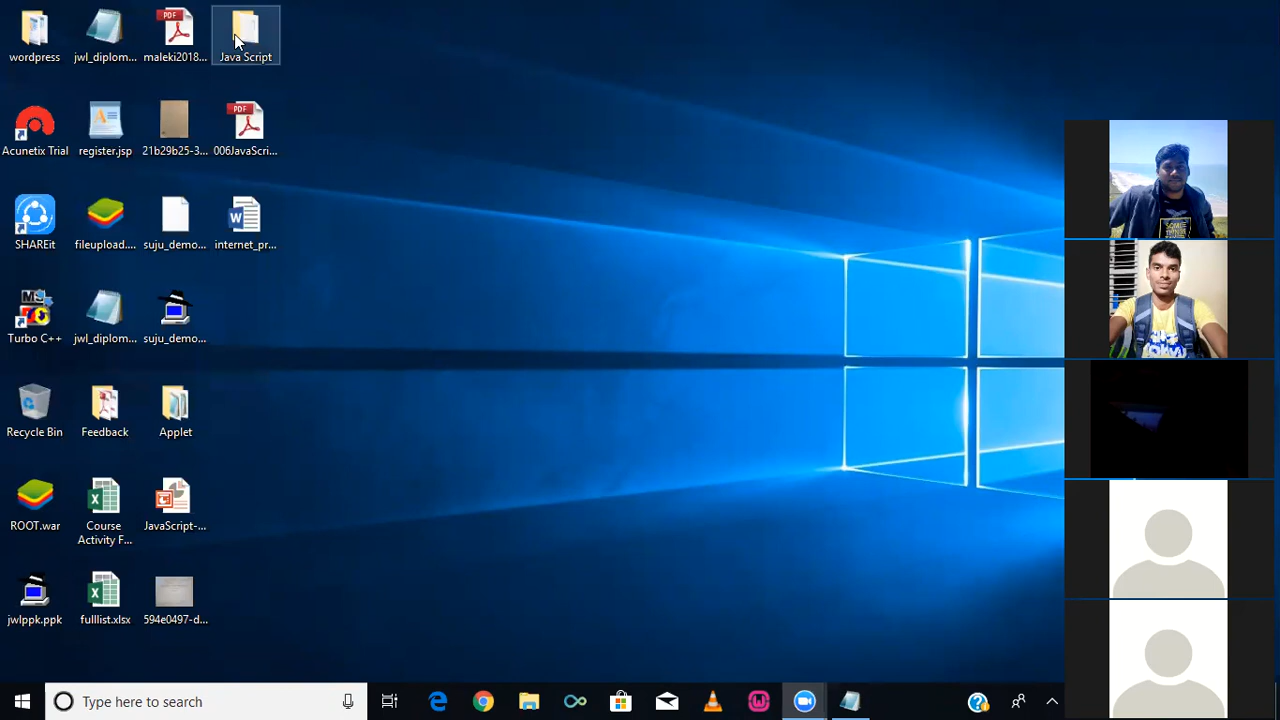 wordpress
jwl_diplom...
maleki2018...
Java Script
Acunetix Trial
register.jsp
21b29b25-3...
006JavaScri...
SHAREit
fileupload....
suju_demo...
internet_pr...
Turbo C++
jwl_diplom...
suju_demo...
Recycle Bin
Feedback
Applet
ROOT.war
Course
Activity F...
JavaScript-...
jwlppk.ppk
fulllist.xlsx
594e0497-d...
Type here to search